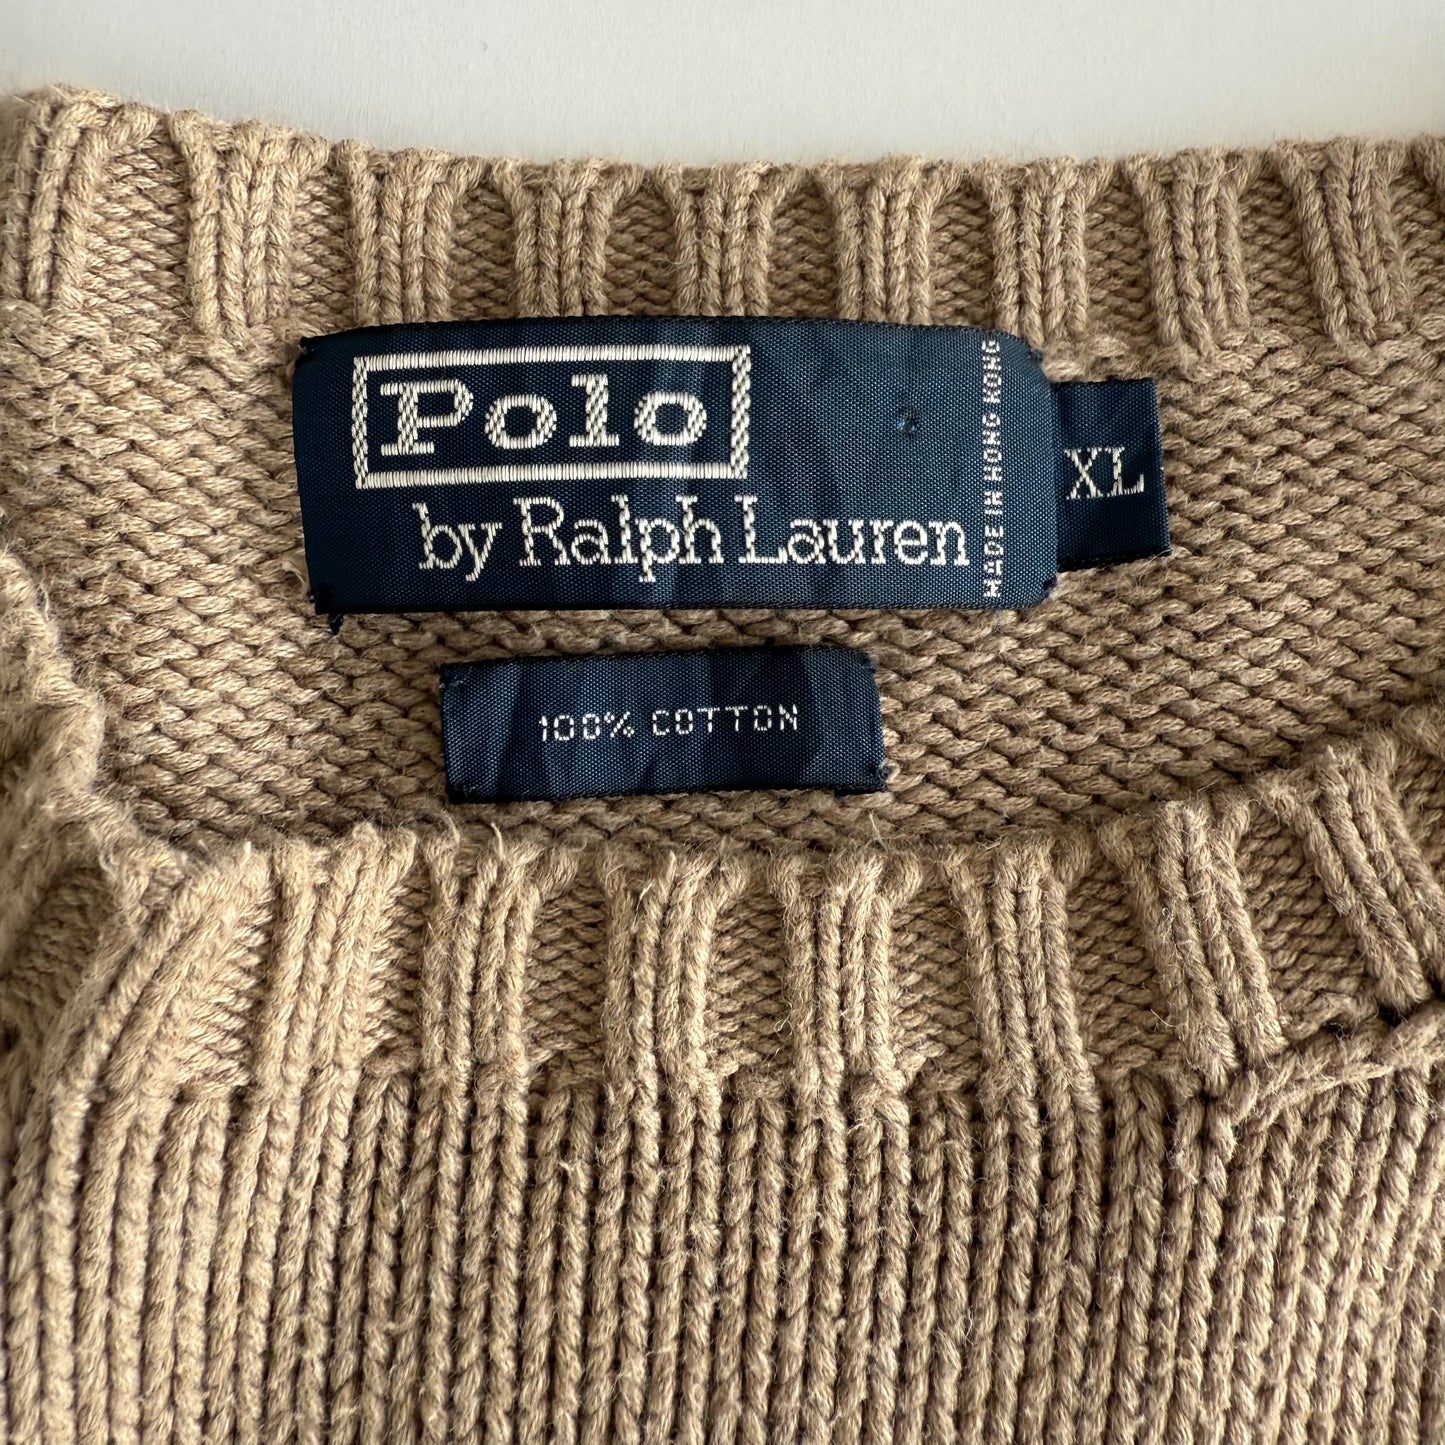 Polo
by Ralph Lauren
MADE IN HONG KONG
XL
100% COTTON